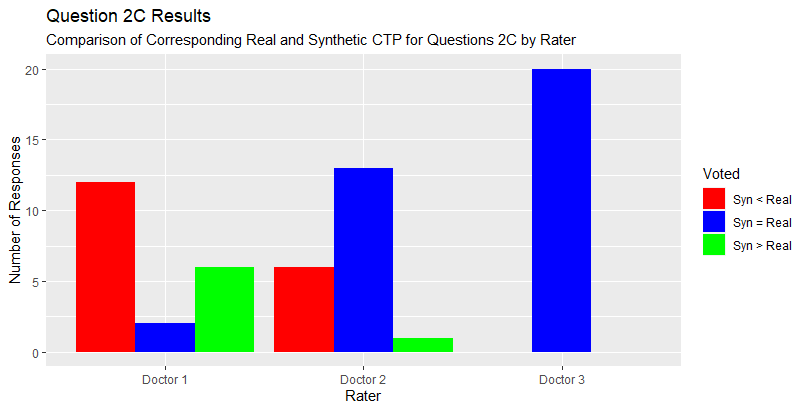 Question 2C Results
Comparison of Corresponding Real and Synthetic CTP for Questions 2C by Rater
Number of Responses
20
15
10
5
0
Doctor 1
Doctor 2
Doctor 3
Rater
Voted
Syn < Real
Syn = Real
Syn > Real